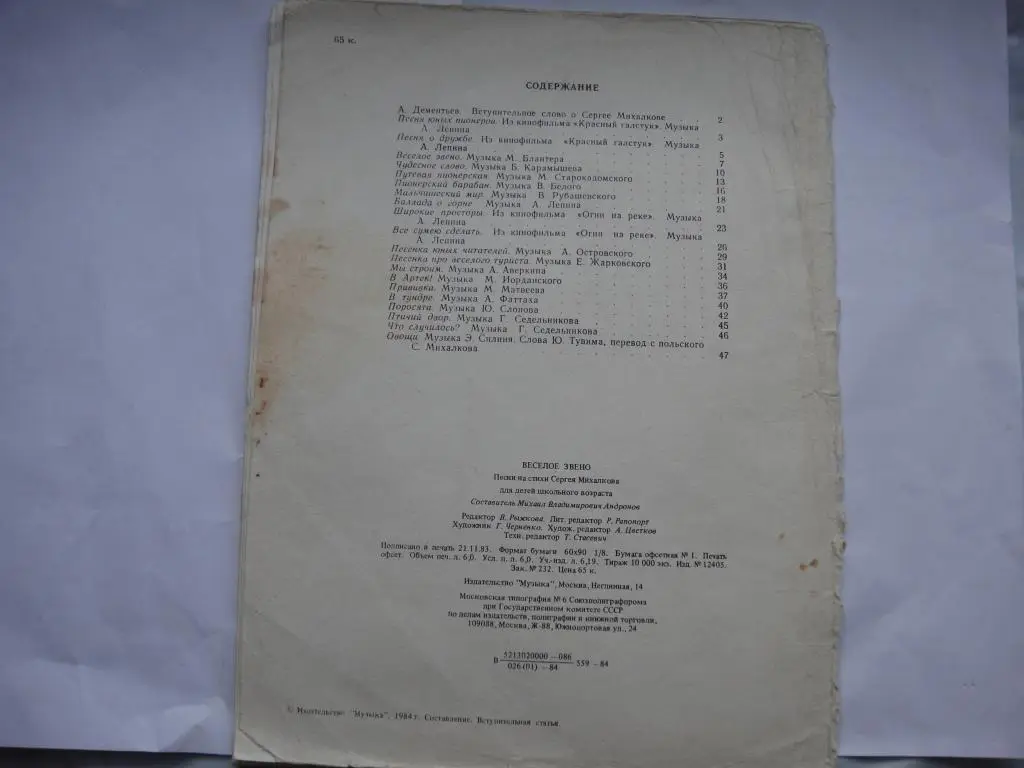 65 к.
СОДЕРЖАНИЕ
А. Дементьев. Вступительное слово о Сергее Михалкове 2
Песня юных пионеров. Из кинофильма «Красный галстук». Музыка
А. Лепина 3
Песня о дружбе. Из кинофильма «Красный галстук». Музыка
А. Лепина 5
Веселое звено. Музыка М. Блантера 7
Чудесное слово. Музыка Б. Карамышева 10
Путевая пионерская. Музыка М. Старокадомского 13
Пионерский барабан. Музыка В. Белого 16
Мальчишеский мир. Музыка В. Рубашевского 18
Баллада о горне. Музыка А. Лепина 21
Широкие просторы. Из кинофильма «Огни на реке». Музыка
А. Лепина 23
Все сумею сделать. Из кинофильма «Огни на реке». Музыка
А. Лепина 26
Песенка юных читателей. Музыка А. Островского 29
Песенка про веселого туриста. Музыка Е. Жарковского 31
Мы строим. Музыка А. Аверкина 34
В Артек! Музыка М. Иорданского 36
Прививка. Музыка М. Матвеева 37
В тундре. Музыка А. Фаттаха 40
Поросята. Музыка Ю. Слонова 42
Птичий двор. Музыка Г. Седельникова 45
Что случилось? Музыка Г. Седельникова 46
Овощи. Музыка Э. Силиня. Слова Ю. Тувима, перевод с польского
С. Михалкова 47
ВЕСЕЛОЕ ЗВЕНО
Песни на стихи Сергея Михалкова
для детей школьного возраста
Составитель Михаил Владимирович Андронов
Редактор В. Рыжкова. Лит. редактор Р. Рапопорт
Художник Г. Черненко. Худож. редактор А. Цветков
Техн. редактор Т. Стасевич
Подписано в печать 21.11.83. Формат бумаги 60х90 1/8. Бумага офсетная № 1. Печать
офсет. Объем печ. л. 6,0. Усл. п. л. 6,0. Уч.-изд. л. 6,19. Тираж 10 000 экз. Изд. № 12405.
Зак. № 232. Цена 65 к.
Издательство "Музыка", Москва, Неглинная, 14
Московская типография № 6 Союзполиграфпрома
при Государственном комитете СССР
по делам издательств, полиграфии и книжной торговли,
109088, Москва, Ж-88, Южнопортовая ул., 24
В 5213020000—086
026 (01)—84 559—84
© Издательство "Музыка", 1984 г. Составление. Вступительная статья.